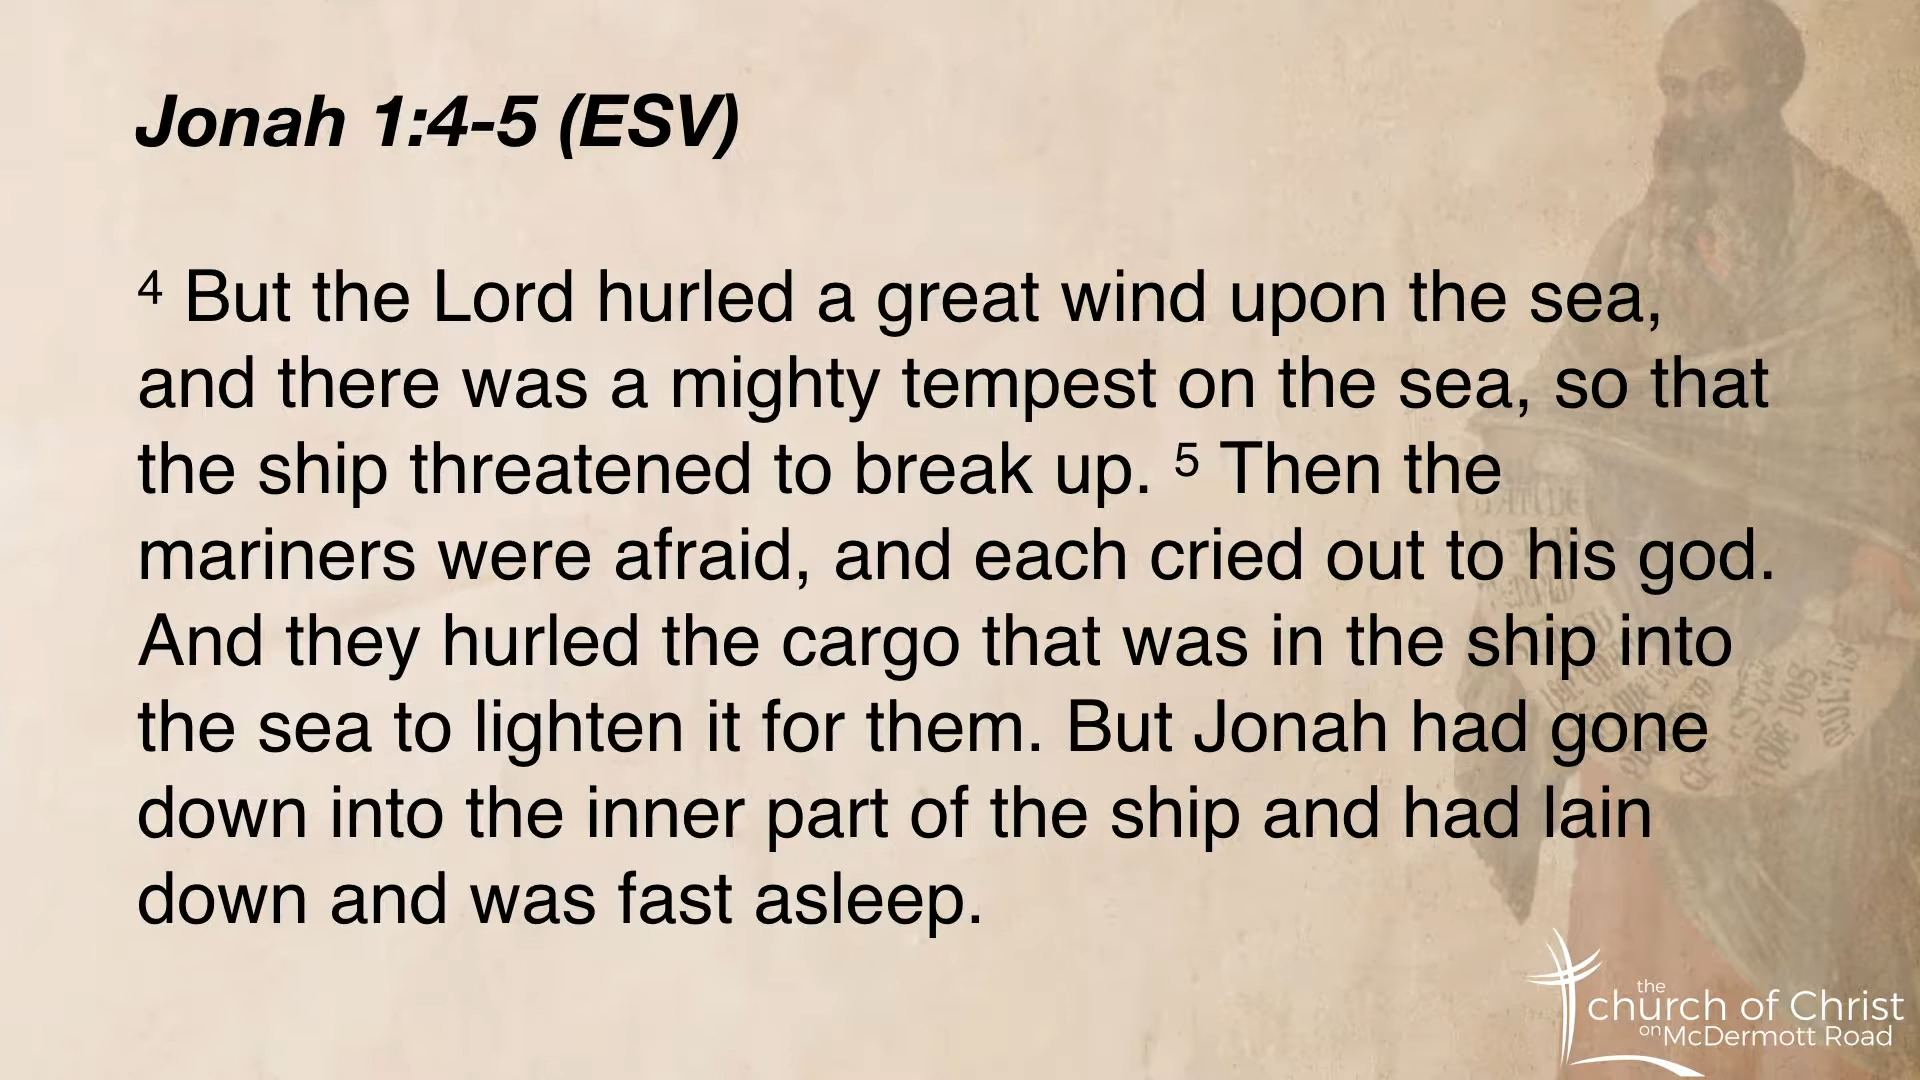 Jonah 1:4-5 (ESV)
4 But the Lord hurled a great wind upon the sea,
and there was a mighty tempest on the sea, so that
the ship threatened to break up. 5 Then the
mariners were afraid, and each cried out to his god.
And they hurled the cargo that was in the ship into
the sea to lighten it for them. But Jonah had gone
down into the inner part of the ship and had lain
down and was fast asleep.
the
church of Christ
on McDermott Road